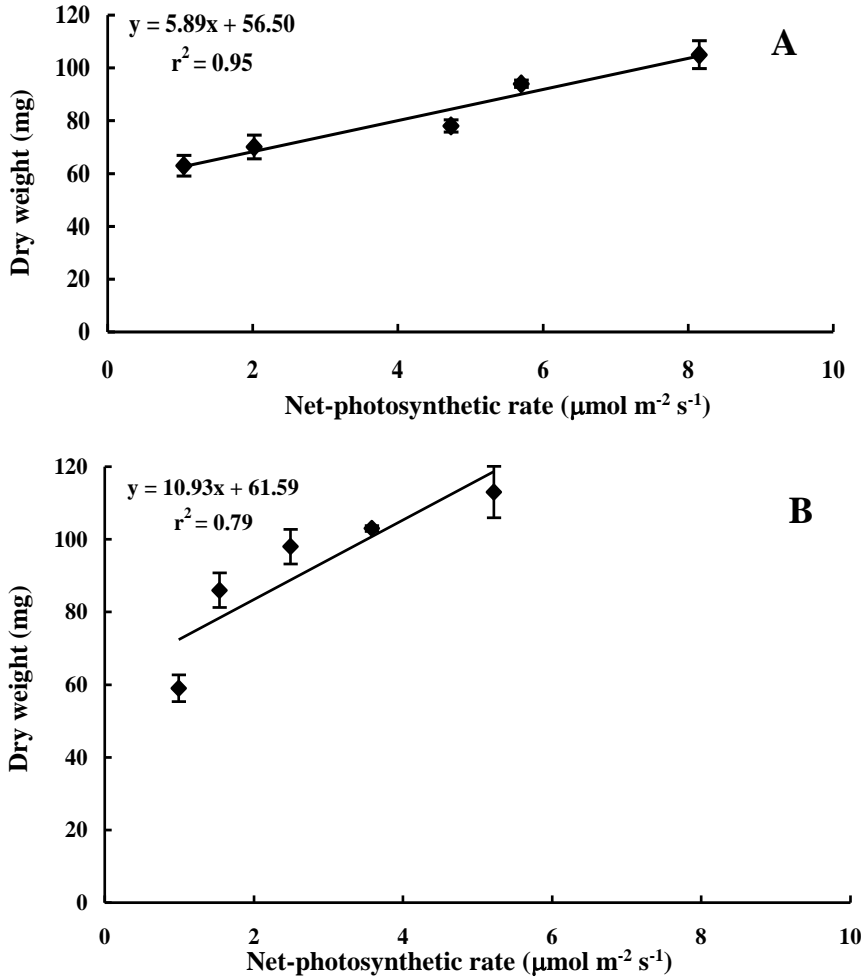 120
y = 5.89x + 56.50
r² = 0.95
A
100
80
60
40
20
0
Dry weight (mg)
0 2 4 6 8 10
Net-photosynthetic rate (μmol m⁻² s⁻¹)
120
y = 10.93x + 61.59
r² = 0.79
B
100
80
60
40
20
0
Dry weight (mg)
0 2 4 6 8 10
Net-photosynthetic rate (μmol m⁻² s⁻¹)